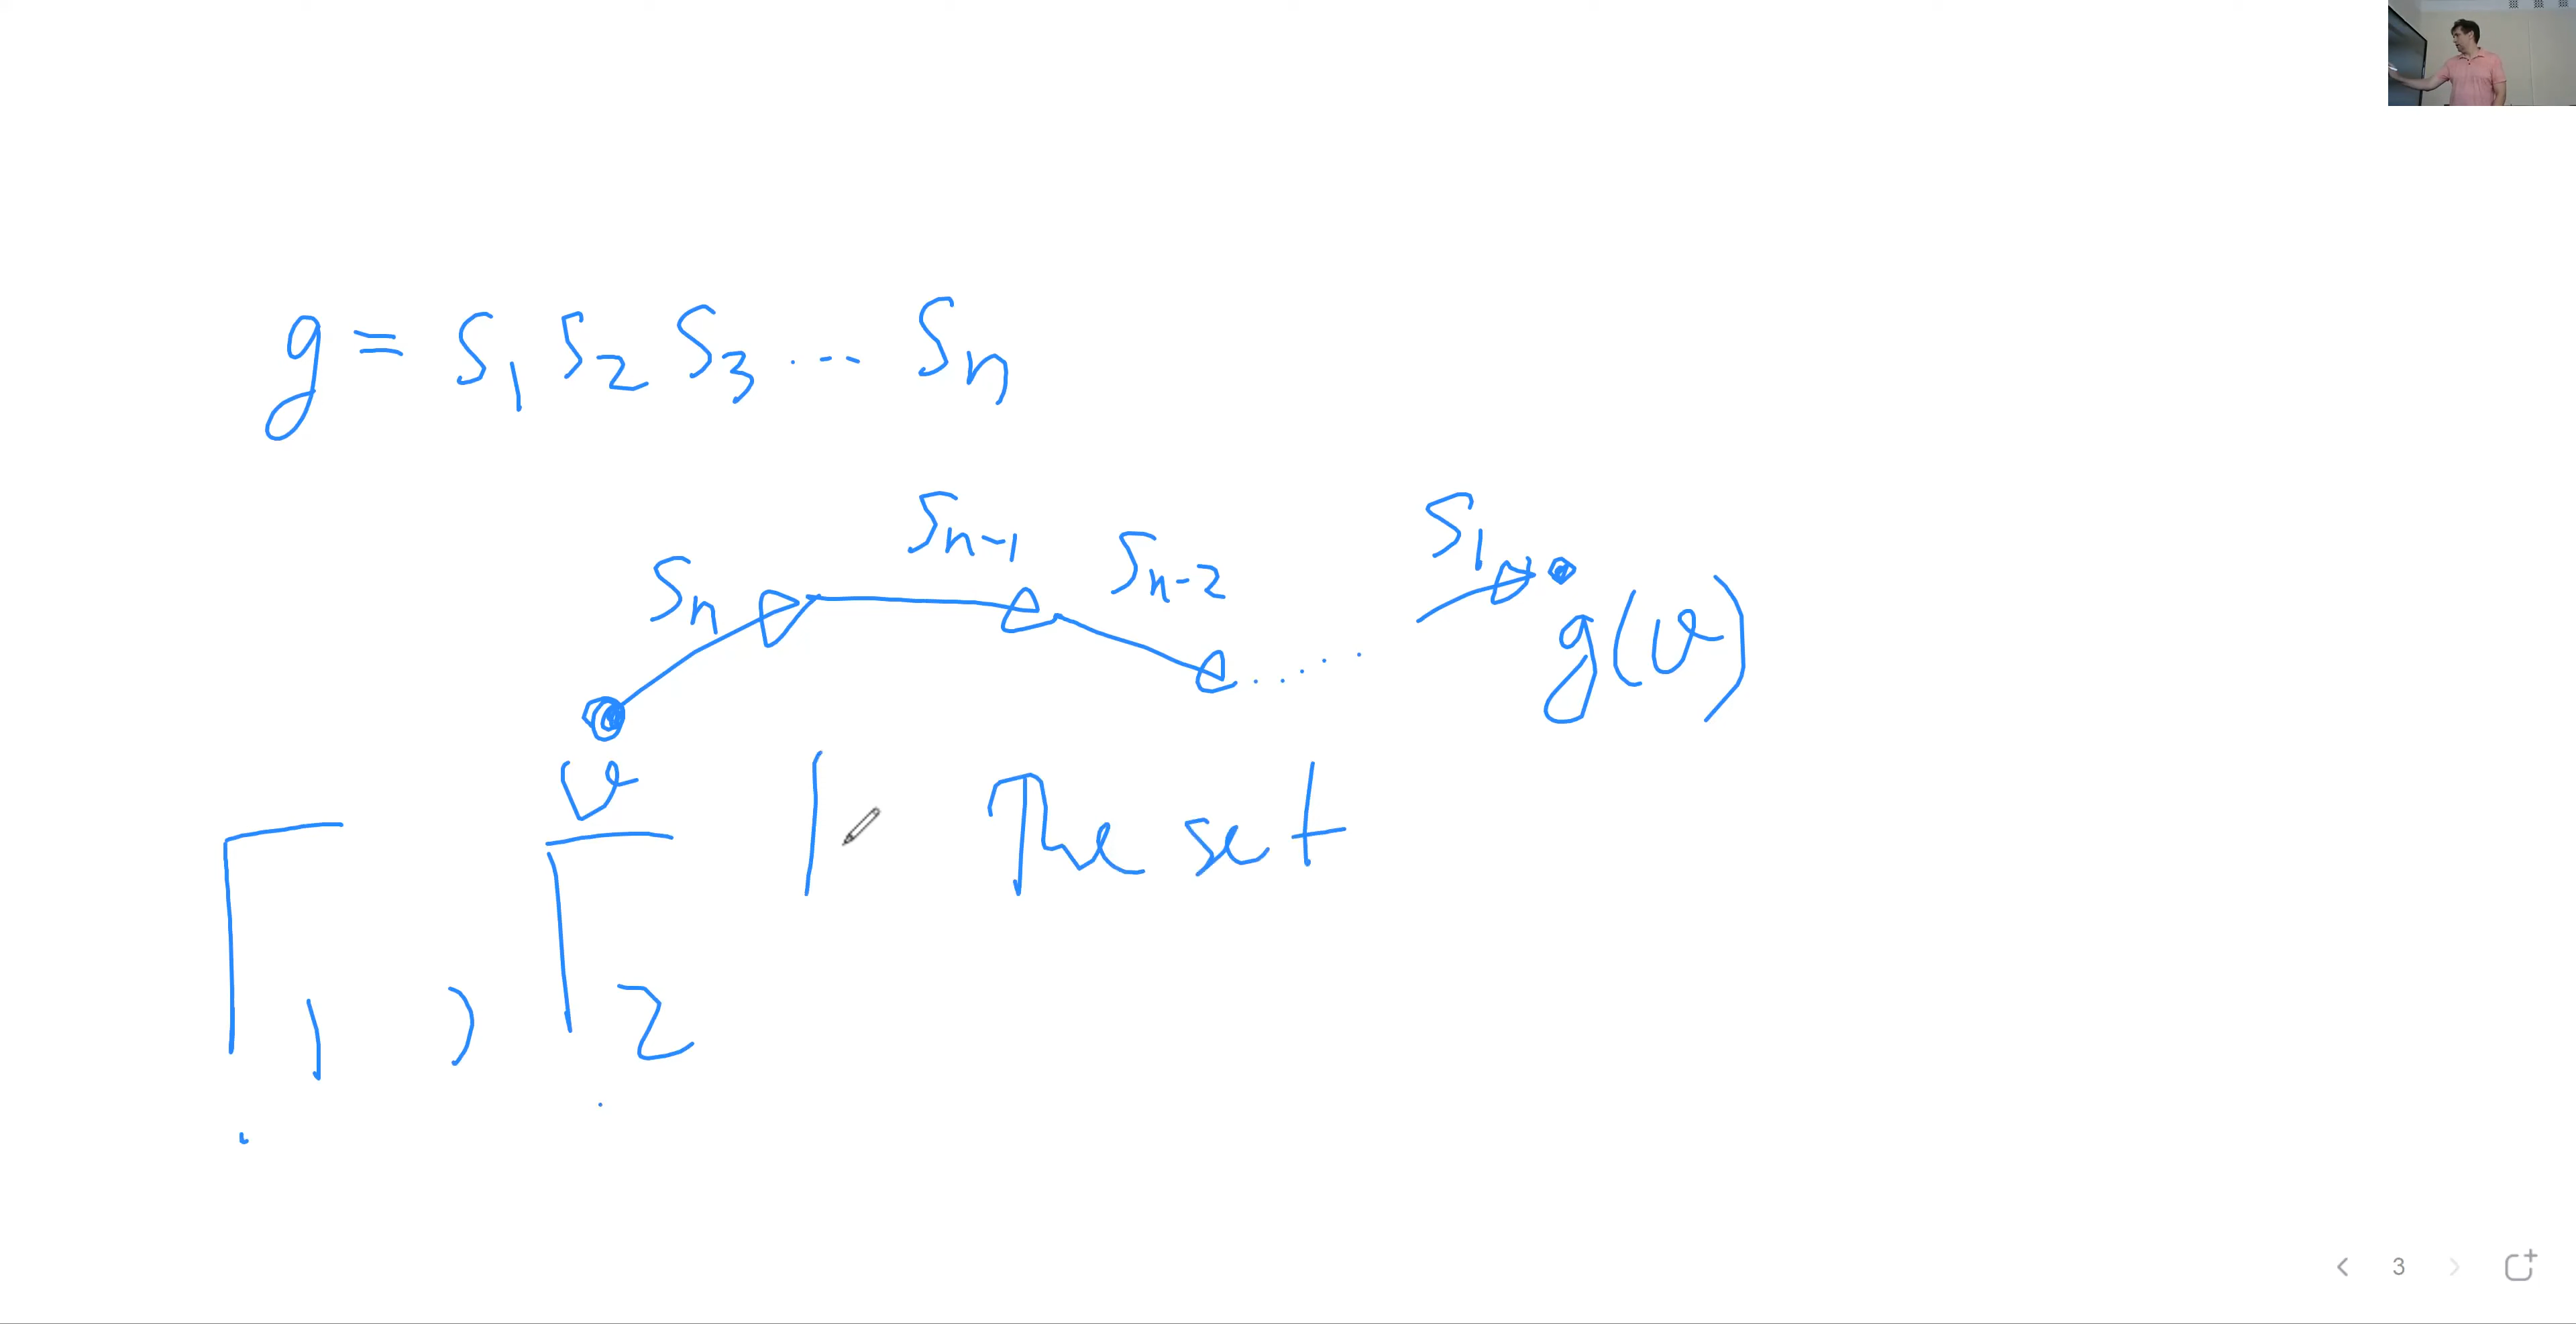 g = S₁ S₂ S₃ ... Sₙ
Sₙ Sₙ₋₁ Sₙ₋₂ ..... S₁
v g(v)
Γ₁, Γ₂ | The set
3